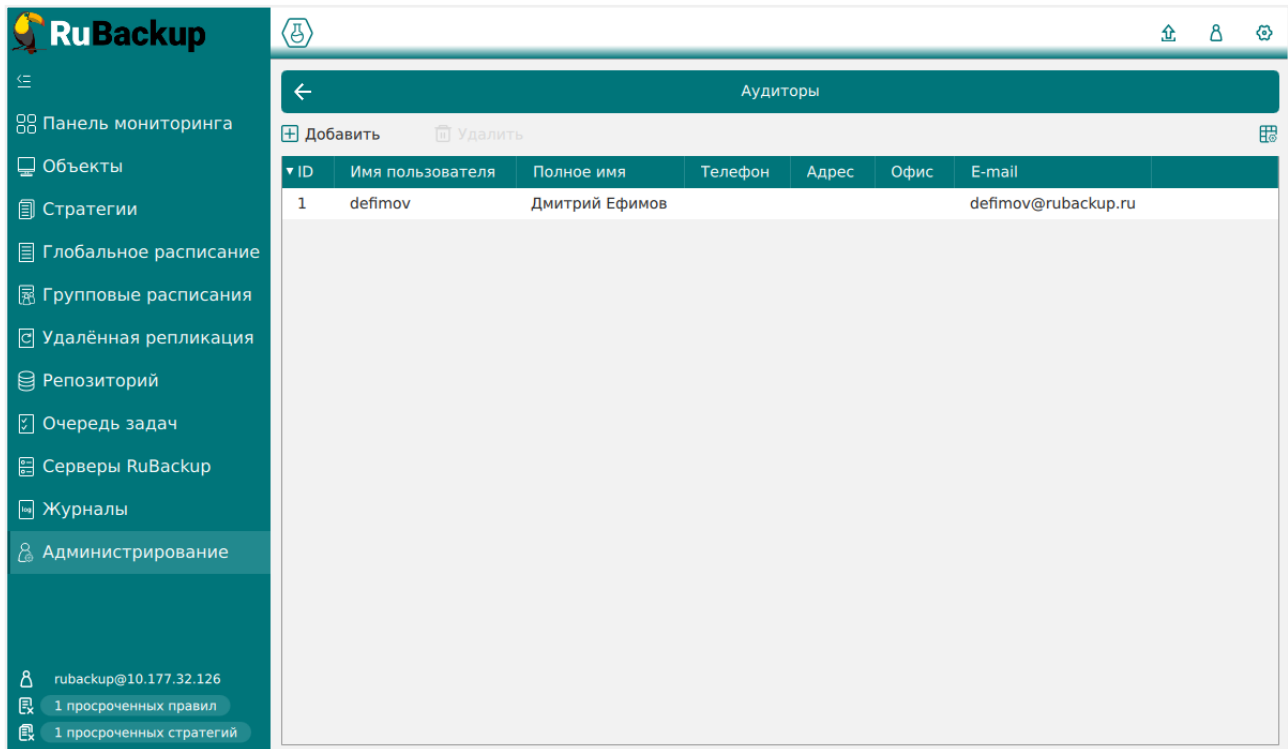 RuBackup
Панель мониторинга
Объекты
Стратегии
Глобальное расписание
Групповые расписания
Удалённая репликация
Репозиторий
Очередь задач
Серверы RuBackup
log Журналы
Администрирование
rubackup@10.177.32.126
1 просроченных правил
1 просроченных стратегий
Аудиторы
Добавить Удалить
ID Имя пользователя Полное имя Телефон Адрес Офис E-mail
1 defimov Дмитрий Ефимов defimov@rubackup.ru